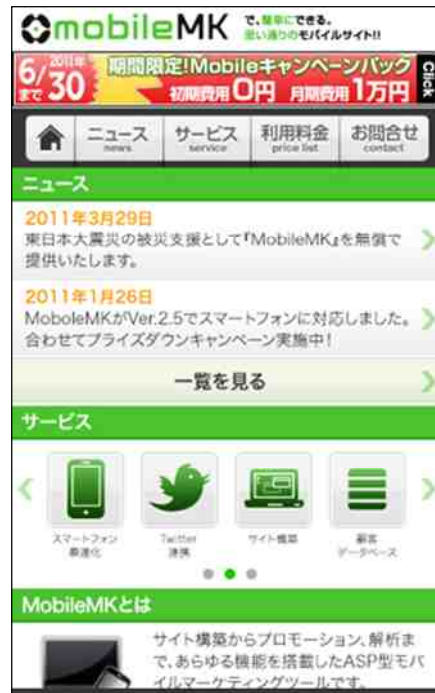 mobileMK
で、簡単にできる。
思い通りのモバイルサイト!!
6/30
2011年
まで
期間限定!Mobileキャンペーンパック
初期費用0円 月額費用1万円
Click
ニュース サービス 利用料金 お問合せ
news service price list contact
ニュース
2011年3月29日
東日本大震災の被災支援として『MobileMK』を無償で
提供いたします。
2011年1月26日
MoboleMKがVer.2.5でスマートフォンに対応しました。
合わせてプライズダウンキャンペーン実施中!
一覧を見る
サービス
スマートフォン
最適化
Twitter
連携
サイト構築
顧客
データベース
MobileMKとは
サイト構築からプロモーション、解析ま
で、あらゆる機能を搭載したASP型モバ
イルマーケティングツールです。